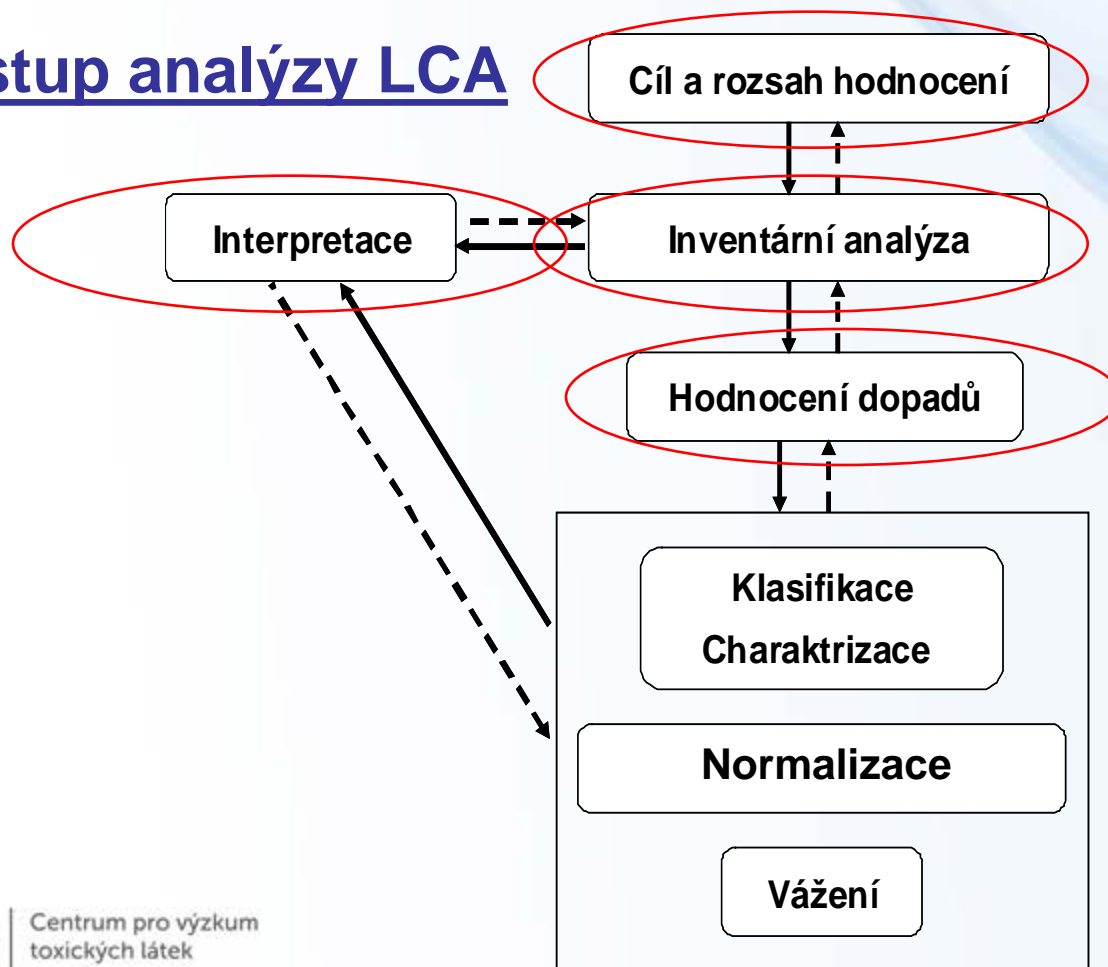 stup analýzy LCA
Cíl a rozsah hodnocení
Interpretace
Inventární analýza
Hodnocení dopadů
Klasifikace
Charaktrizace
Normalizace
Vážení
Centrum pro výzkum
toxických látek